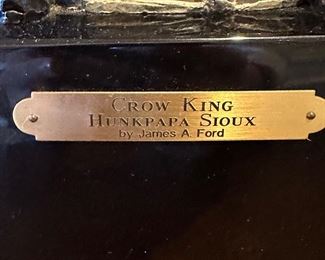 Crow King
Hunkpapa Sioux
by James A. Ford